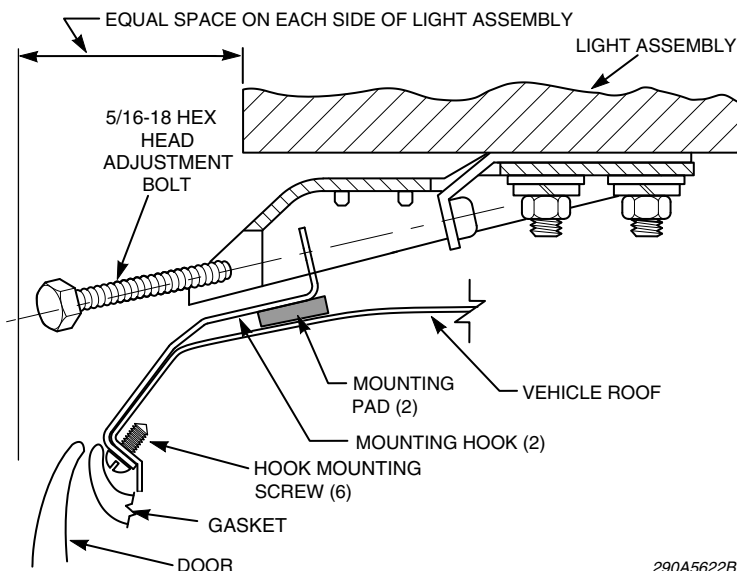 EQUAL SPACE ON EACH SIDE OF LIGHT ASSEMBLY
LIGHT ASSEMBLY
5/16-18 HEX
HEAD
ADJUSTMENT
BOLT
MOUNTING
PAD (2)
VEHICLE ROOF
MOUNTING HOOK (2)
HOOK MOUNTING
SCREW (6)
GASKET
DOOR
290A5622B